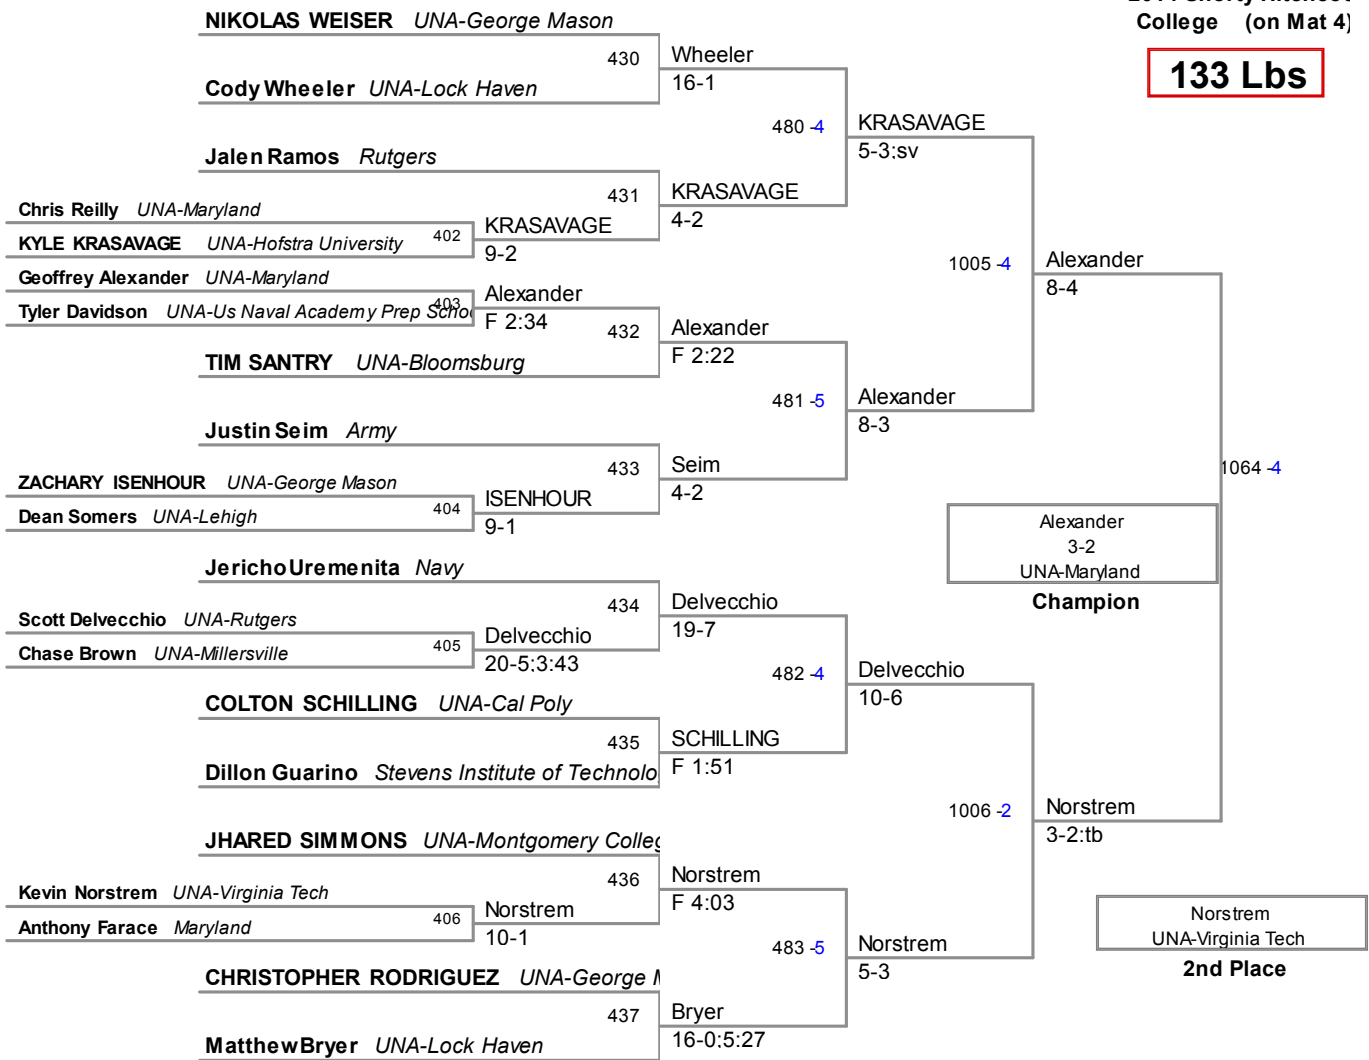 NIKOLAS WEISER UNA-George Mason
College (on Mat 4)
430
Wheeler
16-1
133 Lbs
Cody Wheeler UNA-Lock Haven
480 -4
KRASAVAGE
5-3;sv
Jalen Ramos Rutgers
431
KRASAVAGE
4-2
Chris Reilly UNA-Maryland
402
KRASAVAGE
9-2
KYLE KRASAVAGE UNA-Hofstra University
1005 -4
Alexander
8-4
Geoffrey Alexander UNA-Maryland
403
Alexander
F 2:34
Tyler Davidson UNA-Us Naval Academy Prep
432
Alexander
F 2:22
TIM SANTRY UNA-Bloomsburg
481 -5
Alexander
8-3
Justin Seim Army
433
Seim
4-2
1064 -4
ZACHARY ISENHOUR UNA-George Mason
404
ISENHOUR
9-1
Dean Somers UNA-Lehigh
Alexander
3-2
UNA-Maryland
Champion
Jericho Uremenita Navy
434
Delvecchio
19-7
Scott Delvecchio UNA-Rutgers
405
Delvecchio
20-5;3:43
Chase Brown UNA-Millersville
482 -4
Delvecchio
10-6
COLTON SCHILLING UNA-Cal Poly
435
SCHILLING
F 1:51
Dillon Guarino Stevens Institute of Technolo
1006 -2
Norstrem
3-2;tb
JHARED SIMMONS UNA-Montgomery Colleg
436
Norstrem
F 4:03
Kevin Norstrem UNA-Virginia Tech
406
Norstrem
10-1
Anthony Farace Maryland
483 -5
Norstrem
5-3
Norstrem
UNA-Virginia Tech
2nd Place
CHRISTOPHER RODRIGUEZ UNA-George
437
Bryer
16-0;5:27
Matthew Bryer UNA-Lock Haven